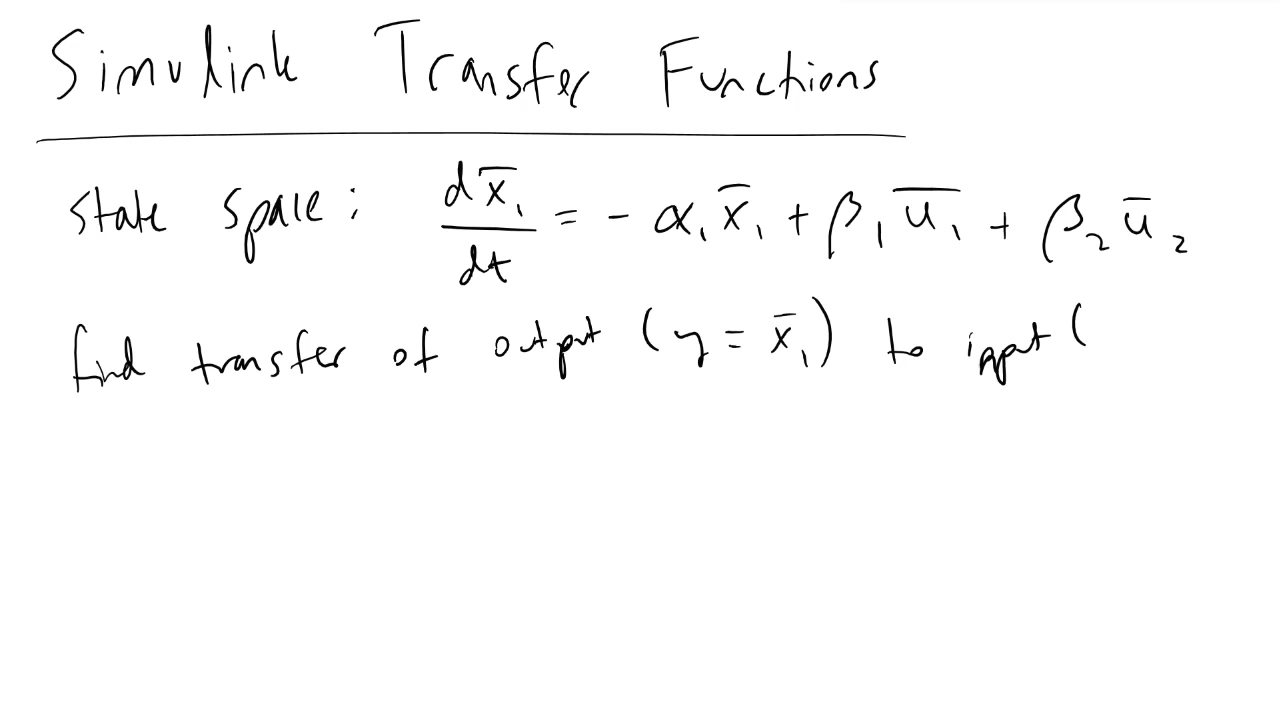 Simulink Transfer Functions
state space: dx̄₁/dt = - α₁x̄₁ + β₁ū₁ + β₂ū₂
find transfer of output (y = x̄₁) to input (